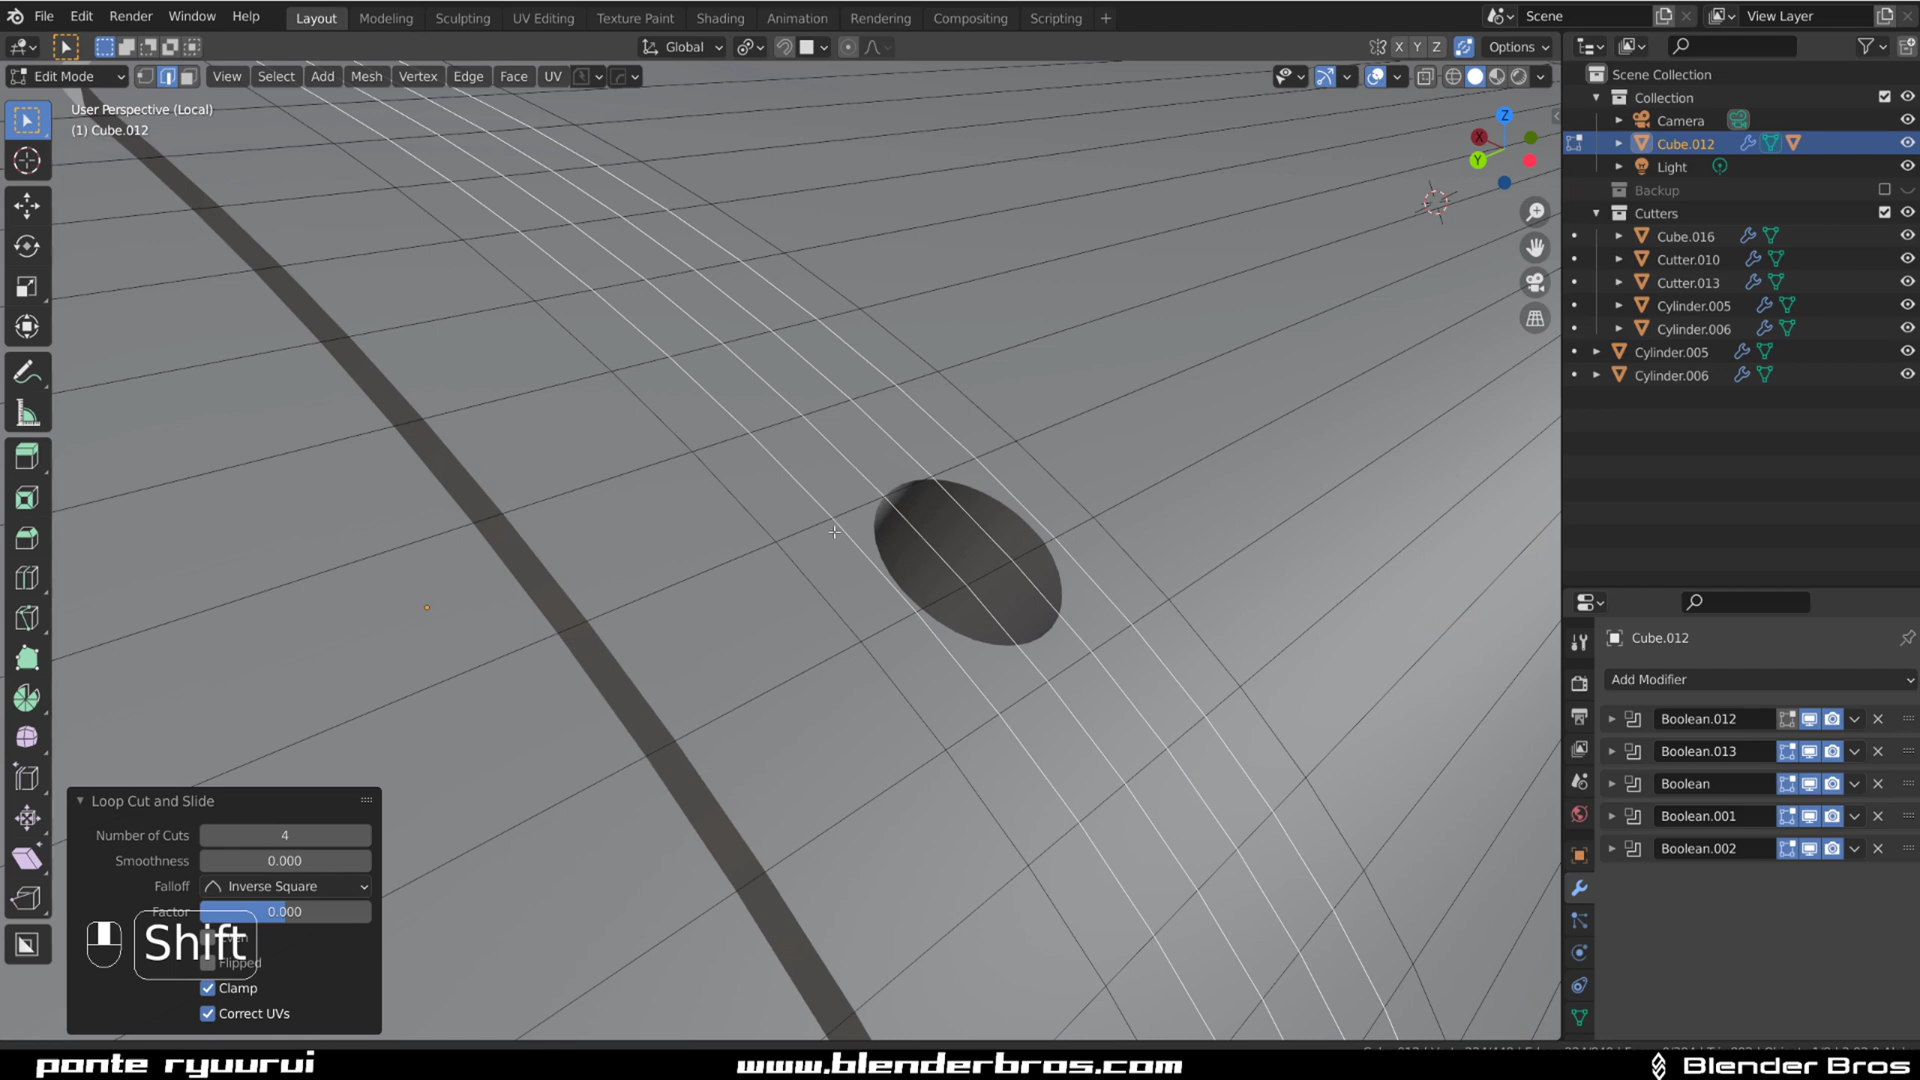 File Edit Render Window Help Layout Modeling Sculpting UV Editing Texture Paint Shading Animation Rendering Compositing Scripting + Scene View Layer
Global X Y Z Options
Edit Mode View Select Add Mesh Vertex Edge Face UV
User Perspective (Local)
(1) Cube.012
Z
X
Y
Scene Collection
Collection
Camera
Cube.012
Light
Backup
Cutters
Cube.016
Cutter.010
Cutter.013
Cylinder.005
Cylinder.006
Cylinder.005
Cylinder.006
Cube.012
Add Modifier
Boolean.012
Boolean.013
Boolean
Boolean.001
Boolean.002
Loop Cut and Slide
Number of Cuts 4
Smoothness 0.000
Falloff Inverse Square
Factor 0.000
Shift
Flipped
Clamp
Correct UVs
ponte ryuurui
www.blenderbros.com
Blender Bros